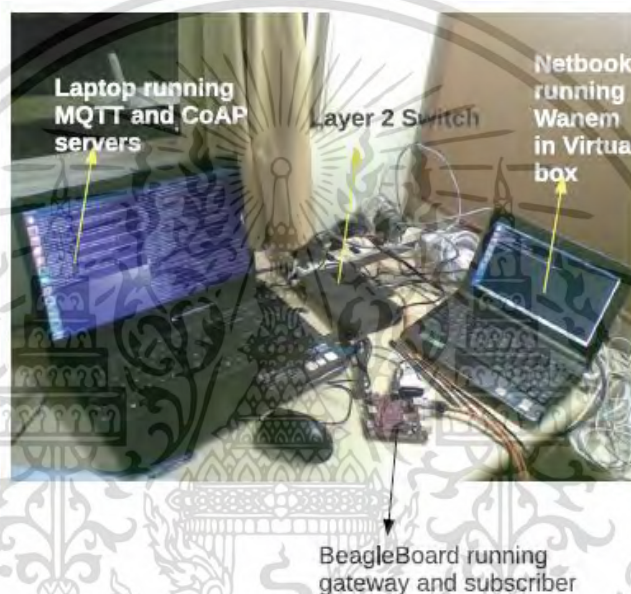 Laptop running
MQTT and CoAP
servers
Layer 2 Switch
Netbook
running
Wanem
in Virtua
box
BeagleBoard running
gateway and subscriber